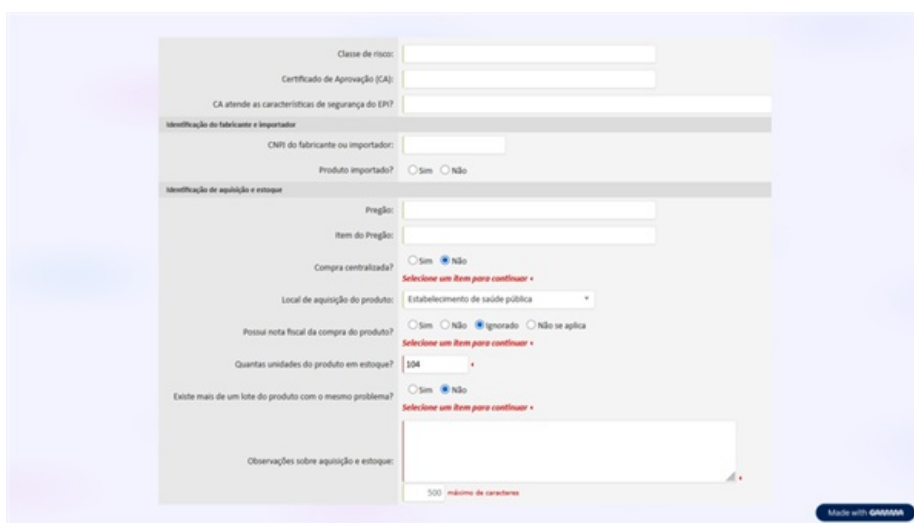 Classe de risco:
Certificado de Aprovação (CA):
CA atende as características de segurança do EPI?
Identificação do fabricante e importador
CNPJ do fabricante ou importador:
Produto importado? Sim Não
Identificação de aquisição e estoque
Pregão:
Item do Pregão:
Compra centralizada? Sim Não
Selecione um item para continuar
Local de aquisição do produto: Estabelecimento de saúde pública
Possui nota fiscal da compra do produto? Sim Não Ignorado Não se aplica
Selecione um item para continuar
Quantas unidades do produto em estoque? 104
Existe mais de um lote do produto com o mesmo problema? Sim Não
Selecione um item para continuar
Observações sobre aquisição e estoque:
500 máximo de caracteres
Made with GAMMA